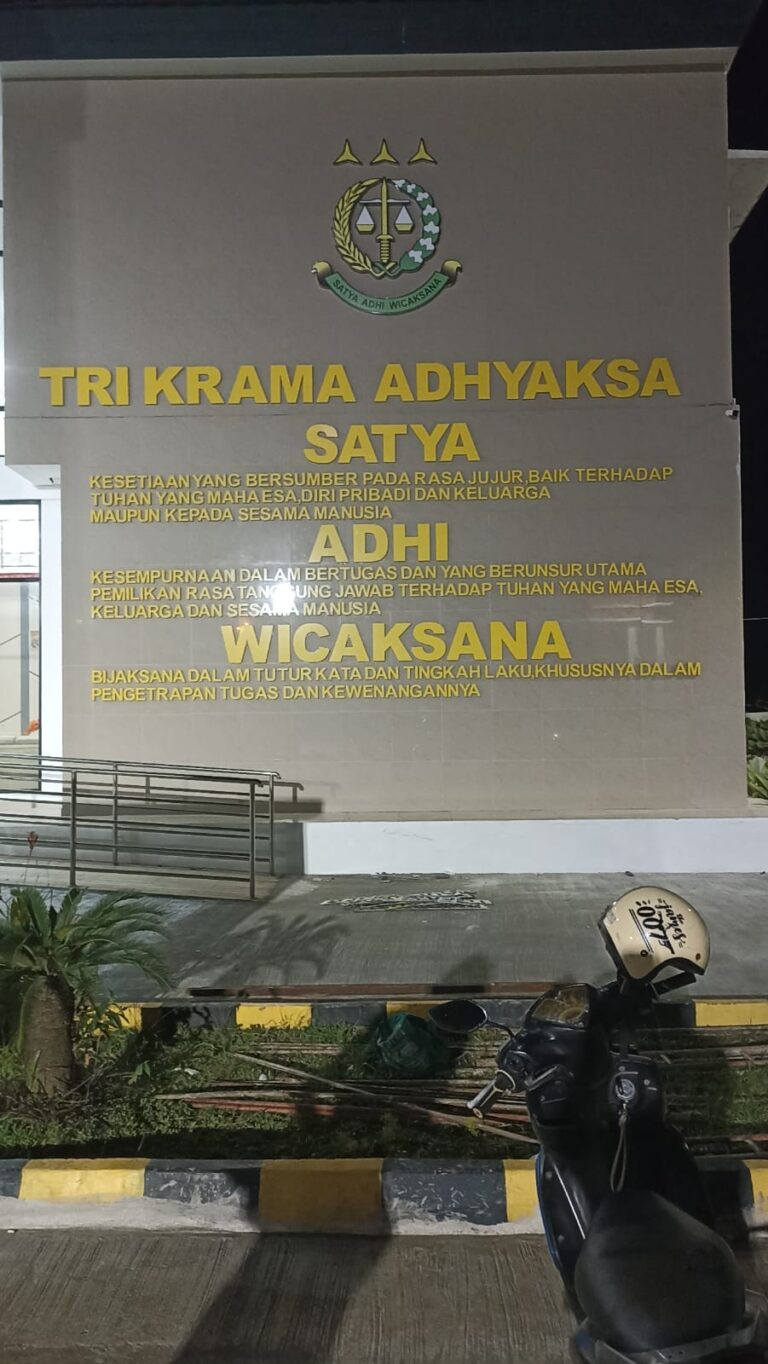 SATYA ADHI WICAKSANA
TRI KRAMA ADHYAKSA
SATYA
KESETIAAN YANG BERSUMBER PADA RASA JUJUR,BAIK TERHADAP
TUHAN YANG MAHA ESA,DIRI PRIBADI DAN KELUARGA
MAUPUN KEPADA SESAMA MANUSIA
ADHI
KESEMPURNAAN DALAM BERTUGAS DAN YANG BERUNSUR UTAMA
PEMILIKAN RASA TANGGUNG JAWAB TERHADAP TUHAN YANG MAHA ESA,
KELUARGA DAN SESAMA MANUSIA
WICAKSANA
BIJAKSANA DALAM TUTUR KATA DAN TINGKAH LAKU,KHUSUSNYA DALAM
PENGETRAPAN TUGAS DAN KEWENANGANNYA